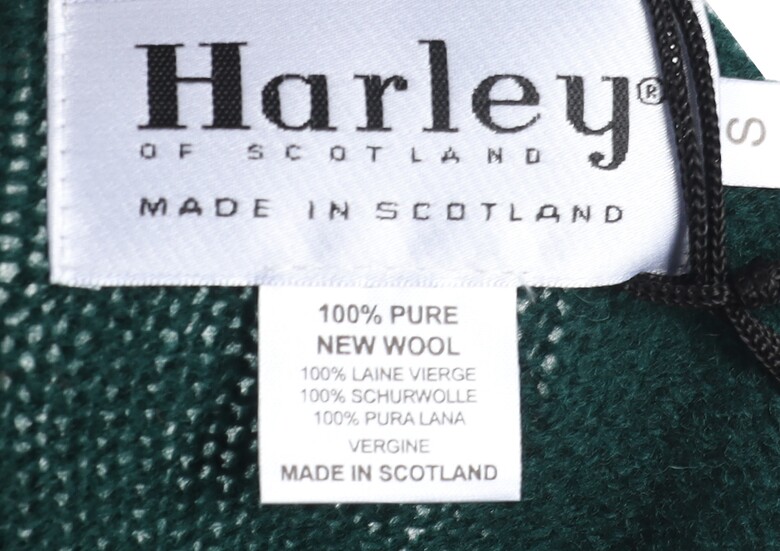 Harley®
OF SCOTLAND
MADE IN SCOTLAND
S
100% PURE
NEW WOOL
100% LAINE VIERGE
100% SCHURWOLLE
100% PURA LANA
VERGINE
MADE IN SCOTLAND